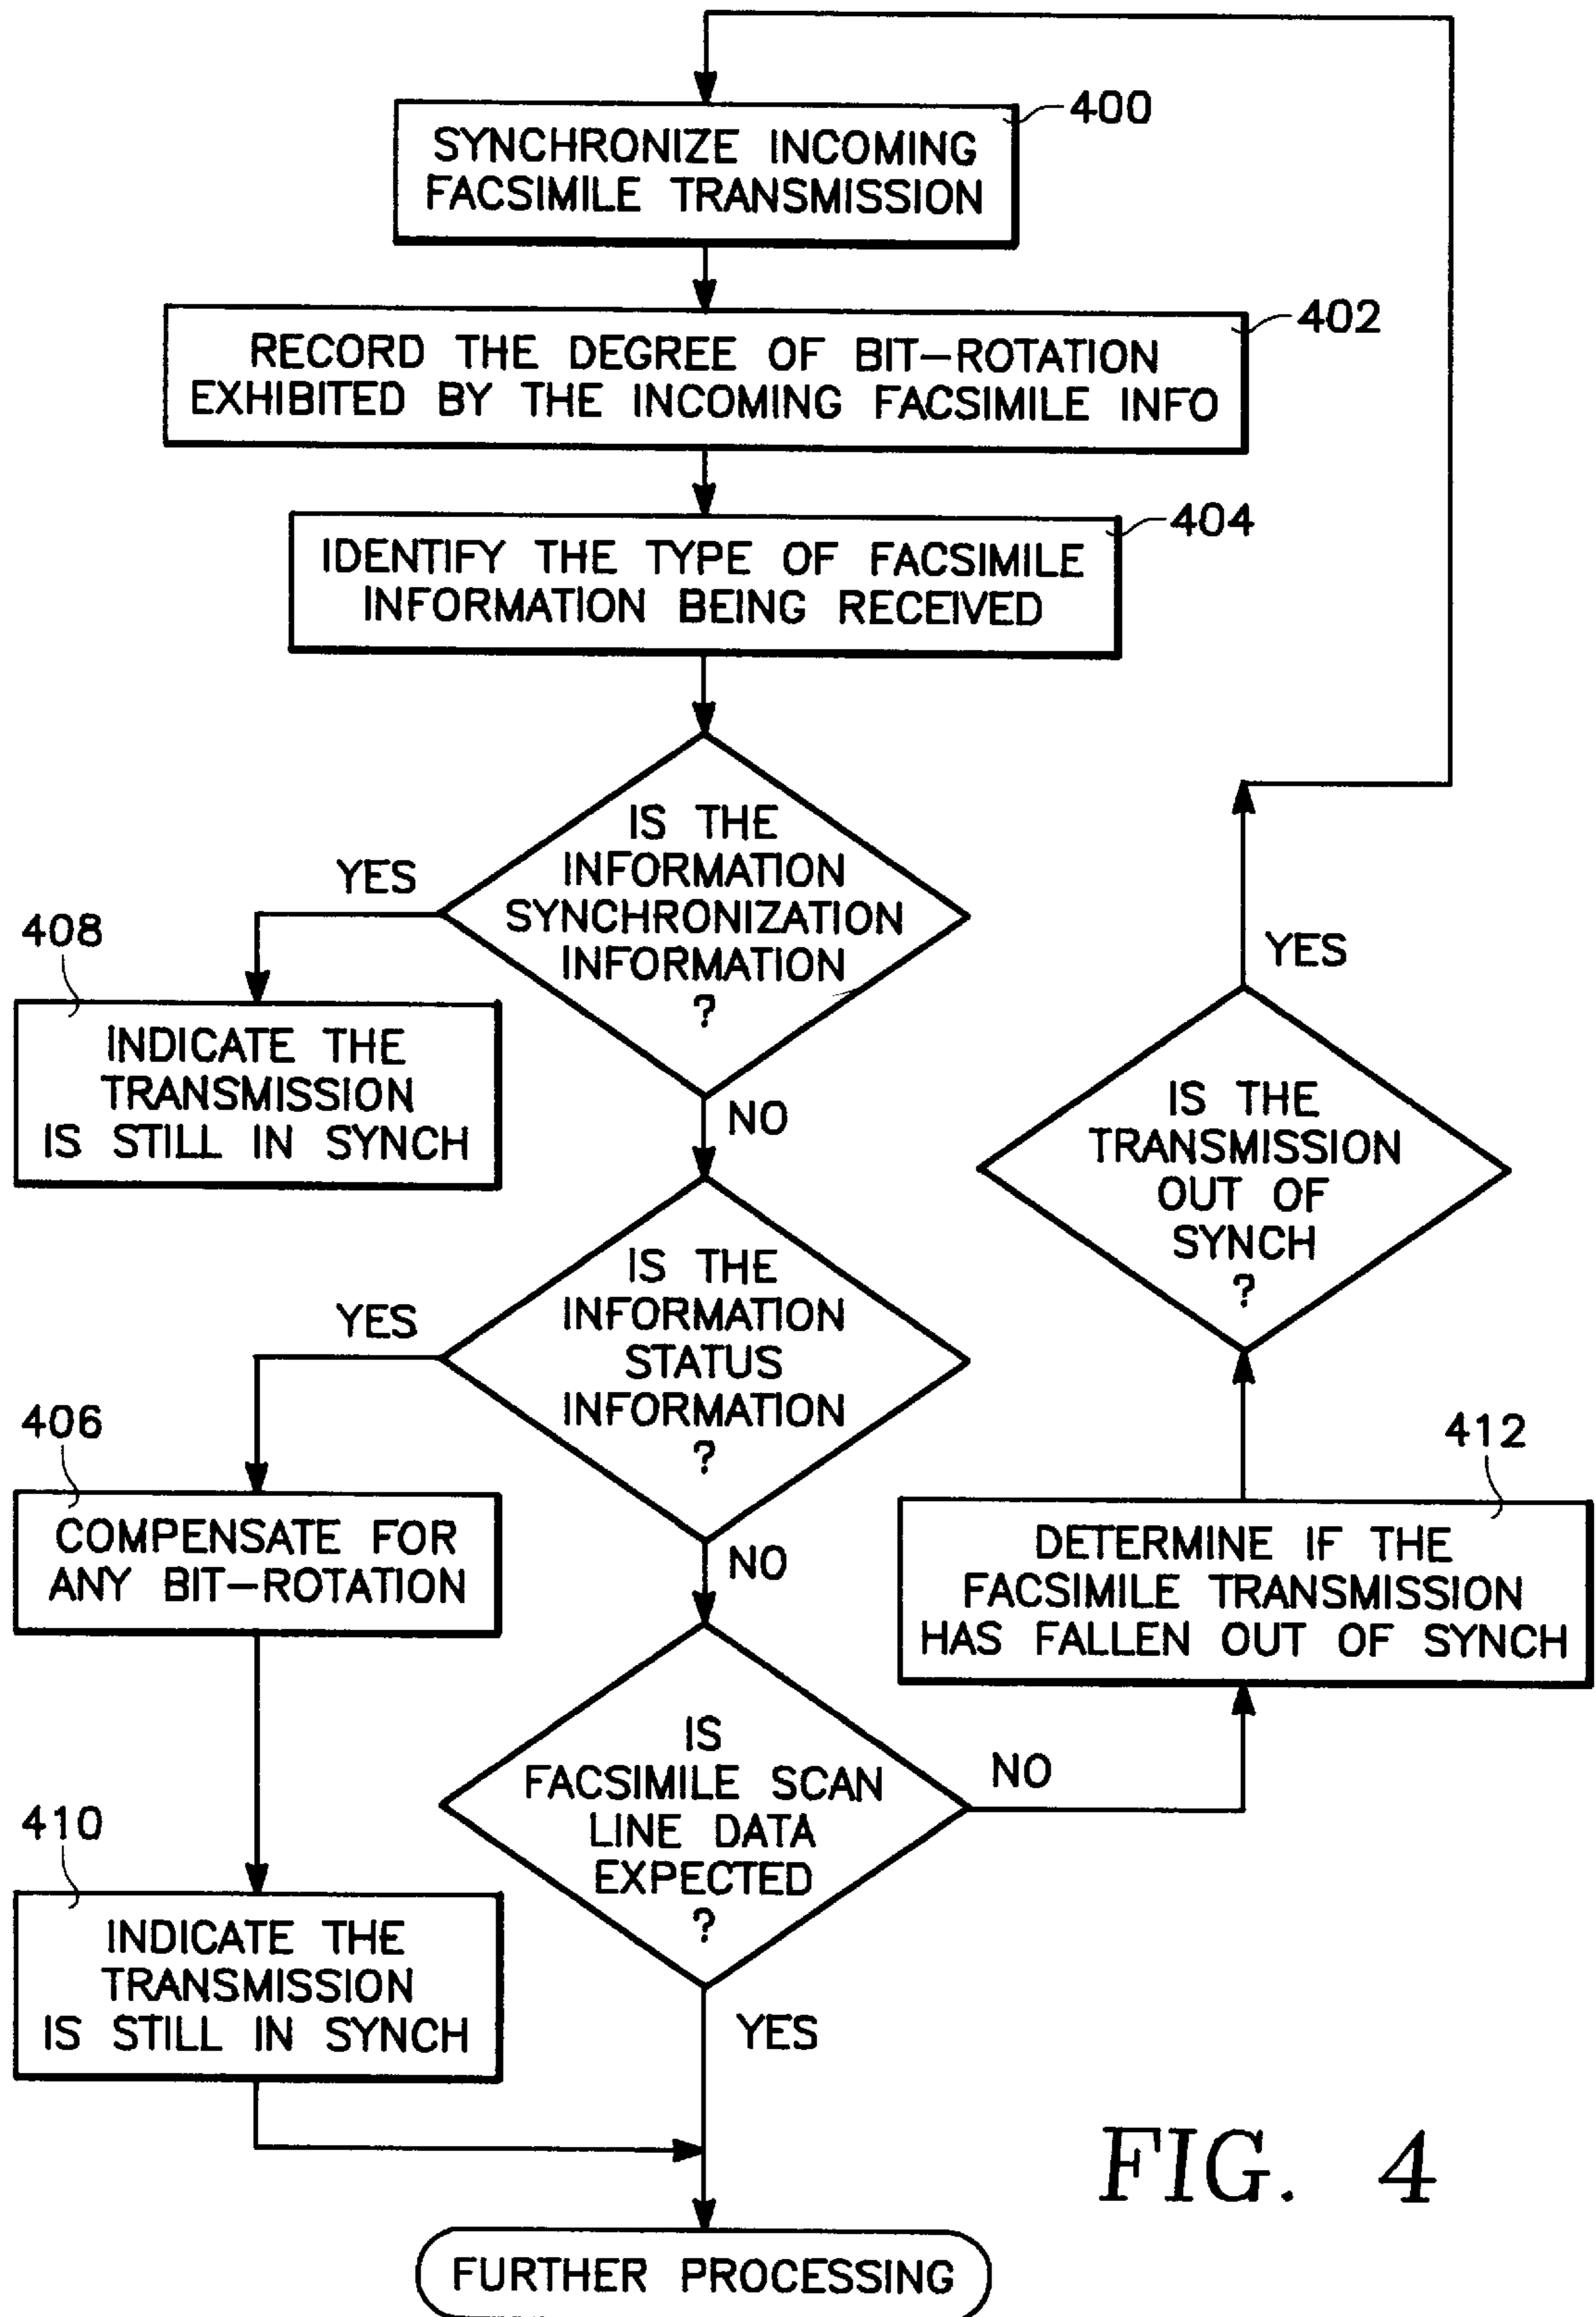 400
SYNCHRONIZE INCOMING
FACSIMILE TRANSMISSION
402
RECORD THE DEGREE OF BIT-ROTATION
EXHIBITED BY THE INCOMING FACSIMILE INFO
404
IDENTIFY THE TYPE OF FACSIMILE
INFORMATION BEING RECEIVED
IS THE
INFORMATION
SYNCHRONIZATION
INFORMATION
?
YES
408
INDICATE THE
TRANSMISSION
IS STILL IN SYNCH
NO
IS THE
INFORMATION
STATUS
INFORMATION
?
YES
406
COMPENSATE FOR
ANY BIT-ROTATION
410
INDICATE THE
TRANSMISSION
IS STILL IN SYNCH
NO
IS
FACSIMILE SCAN
LINE DATA
EXPECTED
?
NO
412
DETERMINE IF THE
FACSIMILE TRANSMISSION
HAS FALLEN OUT OF SYNCH
IS THE
TRANSMISSION
OUT OF
SYNCH
?
YES
YES
FURTHER PROCESSING
FIG. 4